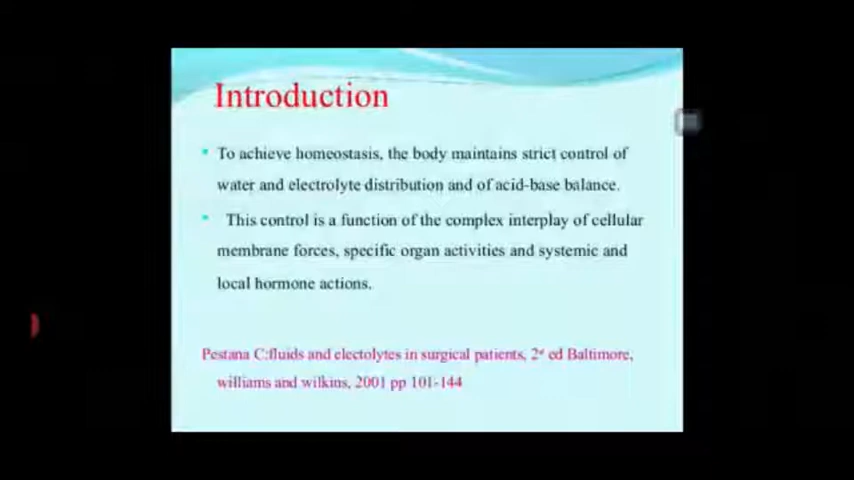 Introduction
To achieve homeostasis, the body maintains strict control of
water and electrolyte distribution and of acid-base balance.
This control is a function of the complex interplay of cellular
membrane forces, specific organ activities and systemic and
local hormone actions.
Pestana C:fluids and electolytes in surgical patients, 2ⁿᵈ ed Baltimore,
williams and wilkins, 2001 pp 101-144